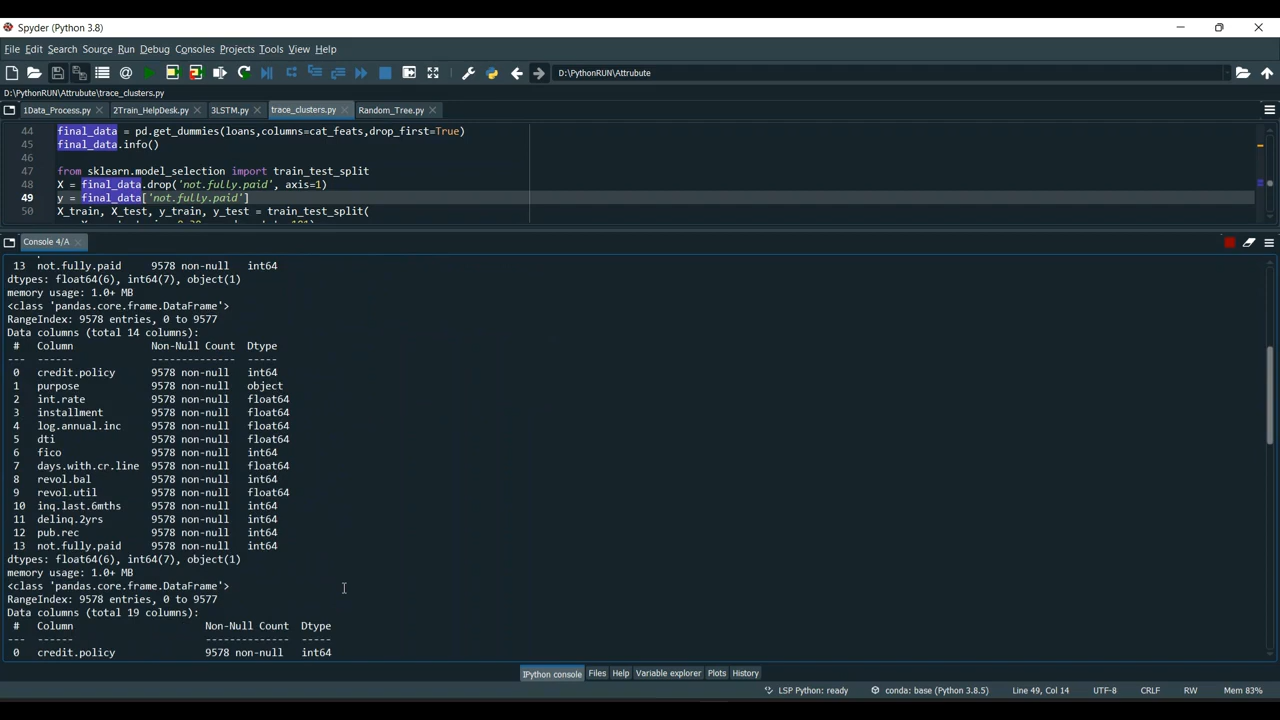 Spyder (Python 3.8)
File Edit Search Source Run Debug Consoles Projects Tools View Help
D:\PythonRUN\Attrubute
D:\PythonRUN\Attrubute\trace_clusters.py
1Data_Process.py 2Train_HelpDesk.py 3LSTM.py trace_clusters.py Random_Tree.py
44 final_data = pd.get_dummies(loans,columns=cat_feats,drop_first=True)
45 final_data.info()
46
47 from sklearn.model_selection import train_test_split
48 X = final_data.drop('not.fully.paid', axis=1)
49 y = final_data['not.fully.paid']
50 X_train, X_test, y_train, y_test = train_test_split(
Console 4/A
13 not.fully.paid 9578 non-null int64
dtypes: float64(6), int64(7), object(1)
memory usage: 1.0+ MB
<class 'pandas.core.frame.DataFrame'>
RangeIndex: 9578 entries, 0 to 9577
Data columns (total 14 columns):
# Column Non-Null Count Dtype
--- ------ -------------- -----
0 credit.policy 9578 non-null int64
1 purpose 9578 non-null object
2 int.rate 9578 non-null float64
3 installment 9578 non-null float64
4 log.annual.inc 9578 non-null float64
5 dti 9578 non-null float64
6 fico 9578 non-null int64
7 days.with.cr.line 9578 non-null float64
8 revol.bal 9578 non-null int64
9 revol.util 9578 non-null float64
10 inq.last.6mths 9578 non-null int64
11 delinq.2yrs 9578 non-null int64
12 pub.rec 9578 non-null int64
13 not.fully.paid 9578 non-null int64
dtypes: float64(6), int64(7), object(1)
memory usage: 1.0+ MB
<class 'pandas.core.frame.DataFrame'>
RangeIndex: 9578 entries, 0 to 9577
Data columns (total 19 columns):
# Column Non-Null Count Dtype
--- ------ -------------- -----
0 credit.policy 9578 non-null int64
IPython console Files Help Variable explorer Plots History
LSP Python: ready conda: base (Python 3.8.5) Line 49, Col 14 UTF-8 CRLF RW Mem 83%